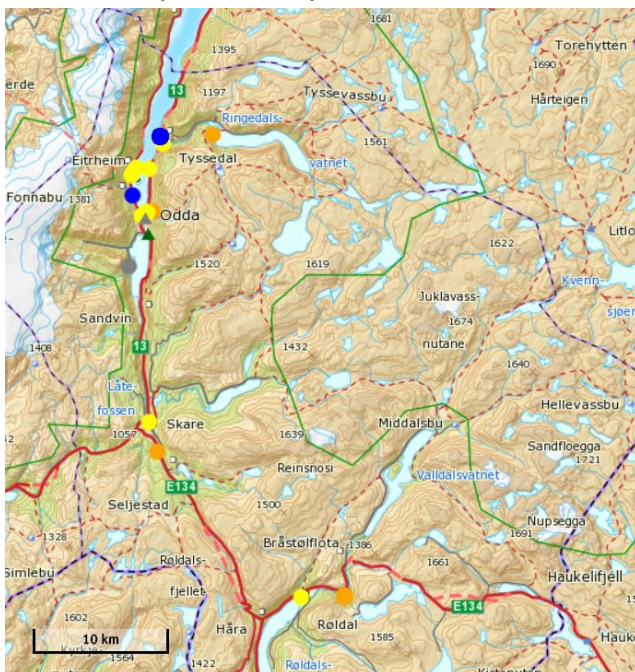 1681
1395
Torehytten
1690
13
1197
Tyssevassbu
Hårteigen
Ringedals-
Eitrheim
Tyssedal
vatnet
1561
Fonnabu
1381
Odda
1622
1520
1619
Kvenn-
Juklavass-
sjøen
Sandvin
1674
13
1432
nutane
1408
1640
Låte-
fossen
Hellevassbu
Skare
Middalsbu
1057
1639
Sandfloegga
Reinsnosi
1721
Valldalsvatnet
E134
Seljestad
1500
Nupsegga
1691
1328
Bråstølflota
1386
Simlebu
Røldals-
1661
Haukelifjell
fjellet
E134
1602
Håra
Røldal
10 km
1585
1564
1422
Røldals-